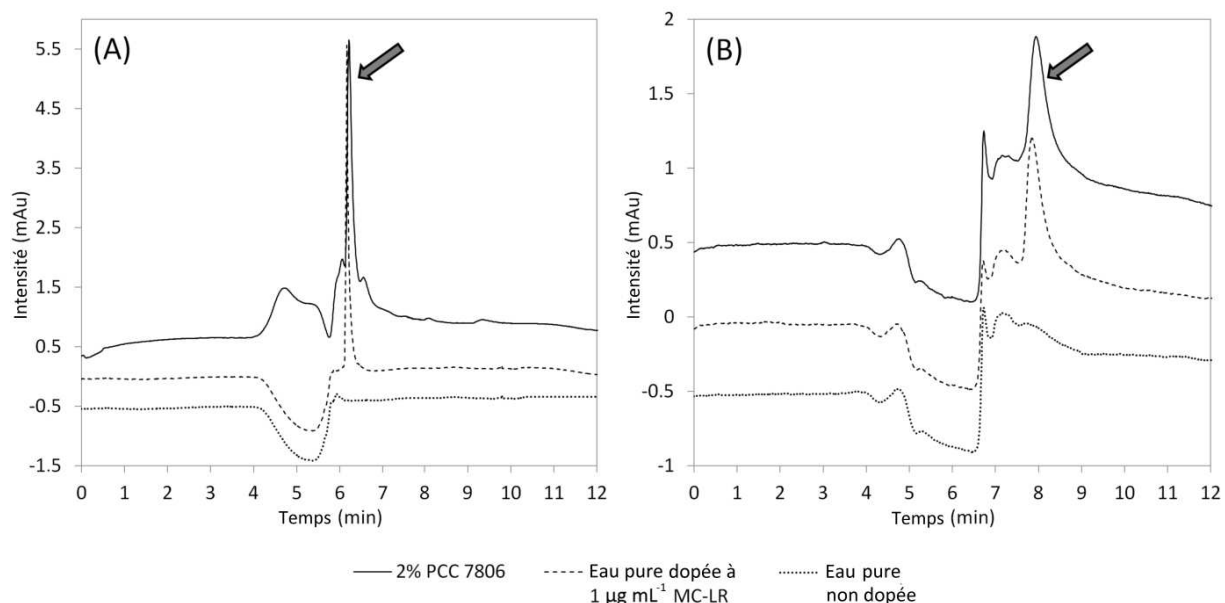 (A)
5.5
4.5
3.5
2.5
1.5
0.5
-0.5
-1.5
Intensité (mAu)
0 1 2 3 4 5 6 7 8 9 10 11 12
Temps (min)
(B)
2
1.5
1
0.5
0
-0.5
-1
Intensité (mAu)
0 1 2 3 4 5 6 7 8 9 10 11 12
Temps (min)
2% PCC 7806
Eau pure dopée à
1 µg mL⁻¹ MC-LR
Eau pure
non dopée